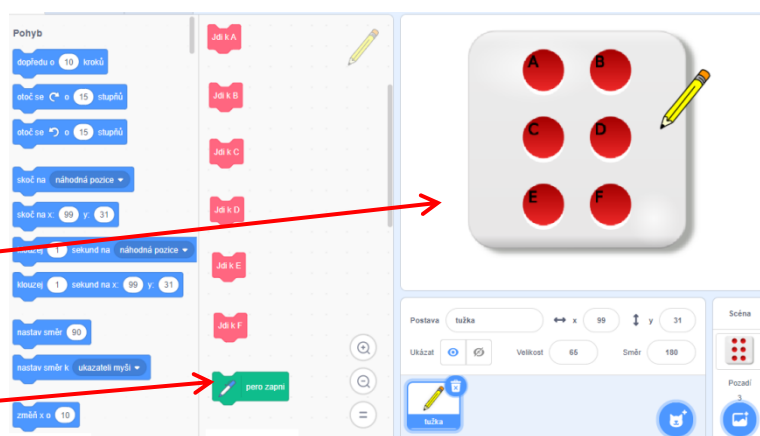 Pohyb
dopředu o 10 kroků
otoč se o 15 stupňů
otoč se o 15 stupňů
skoč na náhodná pozice
skoč na x: 99 y: 31
1 sekund na náhodná pozice
klouzej 1 sekund na x: 99 y: 31
nastav směr 90
nastav směr k ukazateli myši
změň x o 10
Jdi k A
Jdi k B
Jdi k C
Jdi k D
Jdi k E
Jdi k F
pero zapni
A B
C D
E F
Postava tužka x 99 y 31
Ukázat Velikost 65 Směr 180
tužka
Scéna
Pozadí
3